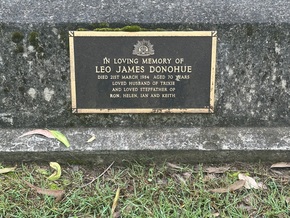 IN LOVING MEMORY OF
LEO JAMES DONOHUE
DIED 21ST MARCH 1984 AGED 70 YEARS
LOVED HUSBAND OF TRIXIE
AND LOVED STEPFATHER OF
RON, HELEN, IAN AND KEITH